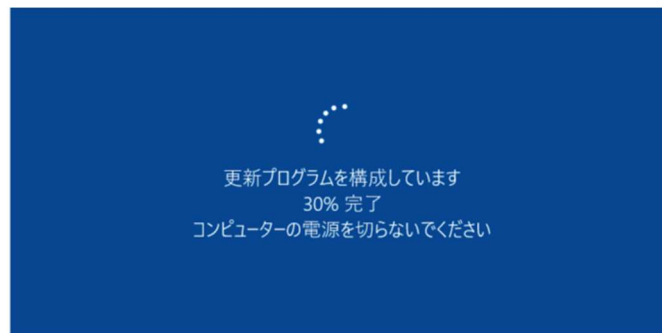 更新プログラムを構成しています
30% 完了
コンピューターの電源を切らないでください